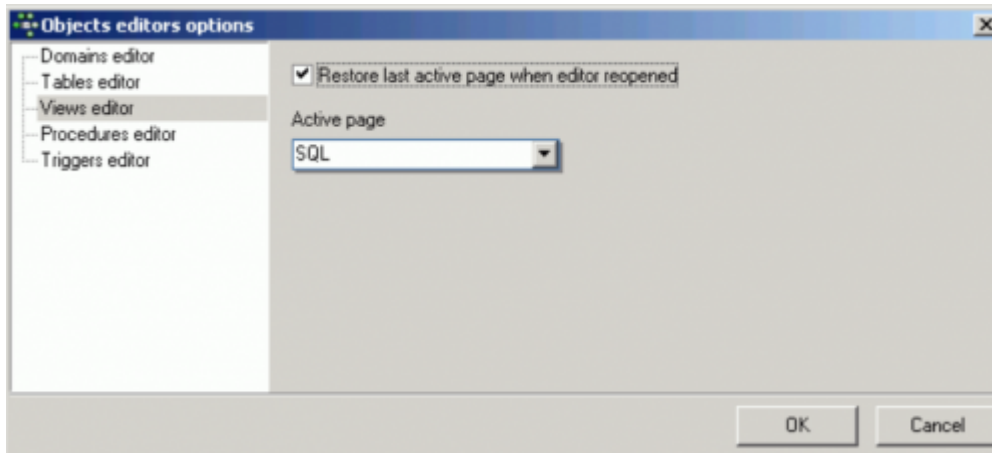 Objects editors options
Domains editor
Tables editor
Views editor
Procedures editor
Triggers editor
Restore last active page when editor reopened
Active page
SQL
OK
Cancel